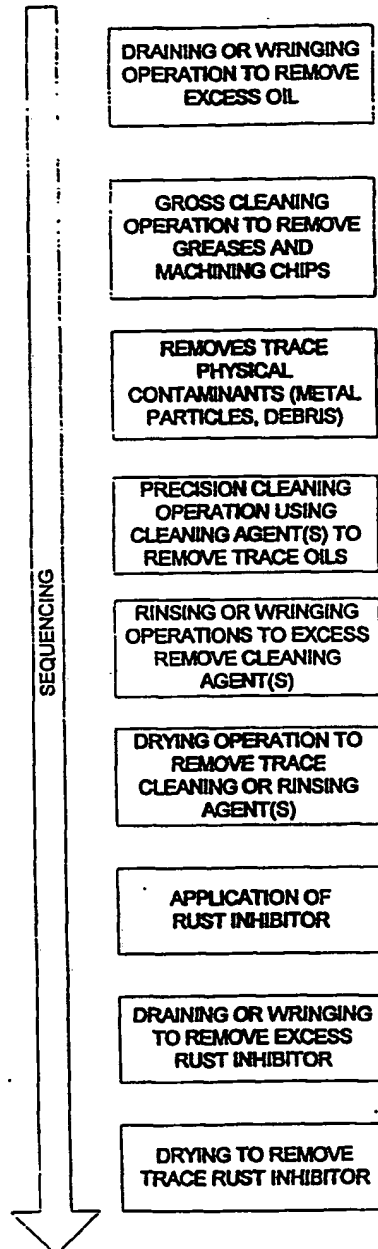 DRAINING OR WRINGING
OPERATION TO REMOVE
EXCESS OIL
GROSS CLEANING
OPERATION TO REMOVE
GREASES AND
MACHINING CHIPS
REMOVES TRACE
PHYSICAL
CONTAMINANTS (METAL
PARTICLES, DEBRIS)
PRECISION CLEANING
OPERATION USING
CLEANING AGENT(S) TO
REMOVE TRACE OILS
SEQUENCING
RINSING OR WRINGING
OPERATIONS TO EXCESS
REMOVE CLEANING
AGENT(S)
DRYING OPERATION TO
REMOVE TRACE
CLEANING OR RINSING
AGENT(S)
APPLICATION OF
RUST INHIBITOR
DRAINING OR WRINGING
TO REMOVE EXCESS
RUST INHIBITOR
DRYING TO REMOVE
TRACE RUST INHIBITOR